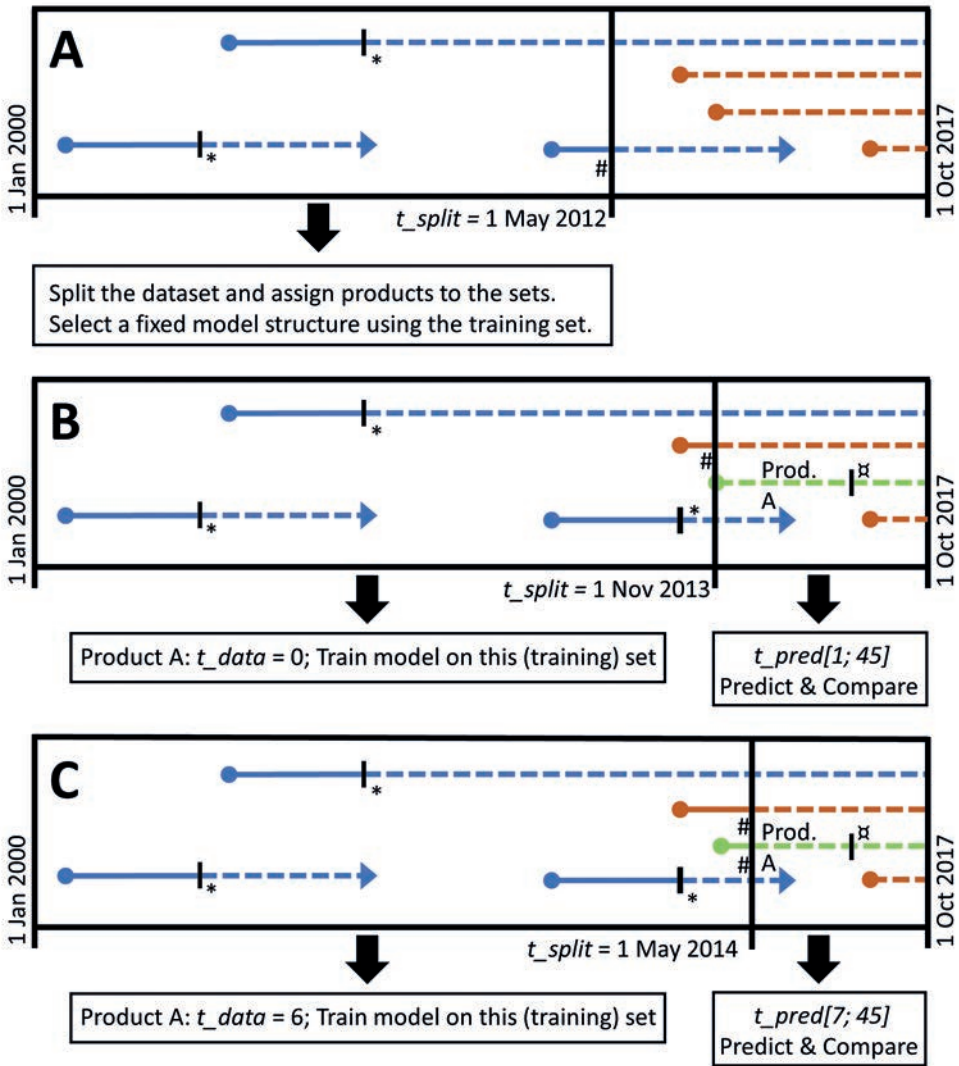 A
*
*
#
1 Jan 2000
1 Oct 2017
t_split = 1 May 2012
Split the dataset and assign products to the sets.
Select a fixed model structure using the training set.
B
*
#
Prod.
¤
A
*
*
1 Jan 2000
1 Oct 2017
t_split = 1 Nov 2013
Product A: t_data = 0; Train model on this (training) set
t_pred[1; 45]
Predict & Compare
C
*
#
Prod.
¤
#
A
*
*
1 Jan 2000
1 Oct 2017
t_split = 1 May 2014
Product A: t_data = 6; Train model on this (training) set
t_pred[7; 45]
Predict & Compare